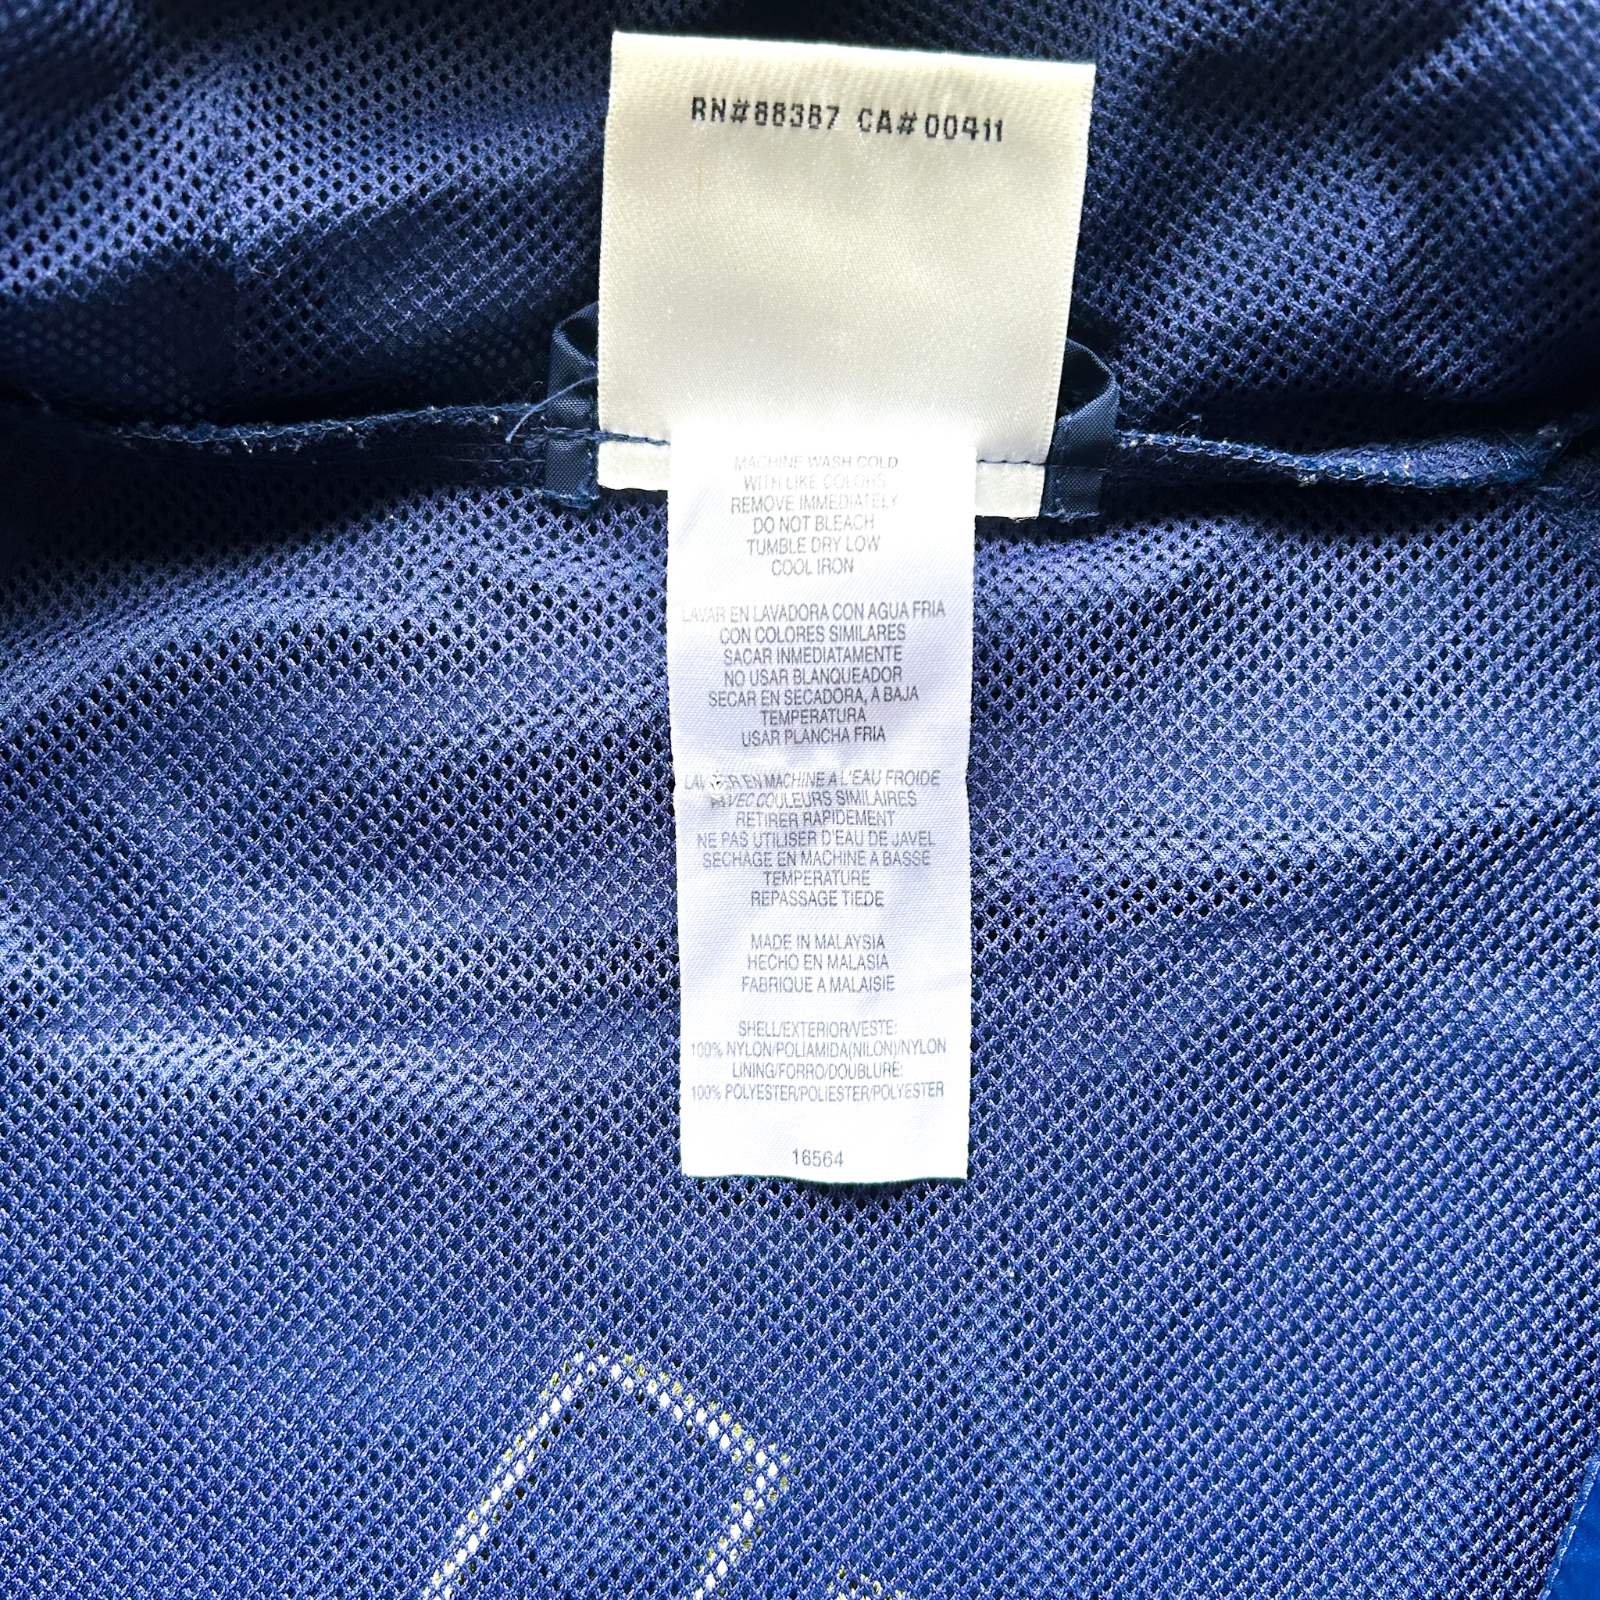 RN#88387 CA#00411
MACHINE WASH COLD
WITH LIKE COLORS
REMOVE IMMEDIATELY
DO NOT BLEACH
TUMBLE DRY LOW
COOL IRON
LAVAR EN LAVADORA CON AGUA FRIA
CON COLORES SIMILARES
SACAR INMEDIATAMENTE
NO USAR BLANQUEADOR
SECAR EN SECADORA, A BAJA
TEMPERATURA
USAR PLANCHA FRIA
LAVER EN MACHINE A L'EAU FROIDE
AVEC COULEURS SIMILAIRES
RETIRER RAPIDEMENT
NE PAS UTILISER D'EAU DE JAVEL
SECHAGE EN MACHINE A BASSE
TEMPERATURE
REPASSAGE TIEDE
MADE IN MALAYSIA
HECHO EN MALASIA
FABRIQUE A MALAISIE
SHELL/EXTERIOR/VESTE:
100% NYLON/POLIAMIDA(NILON)/NYLON
LINING/FORRO/DOUBLURE:
100% POLYESTER/POLIESTER/POLYESTER
16564